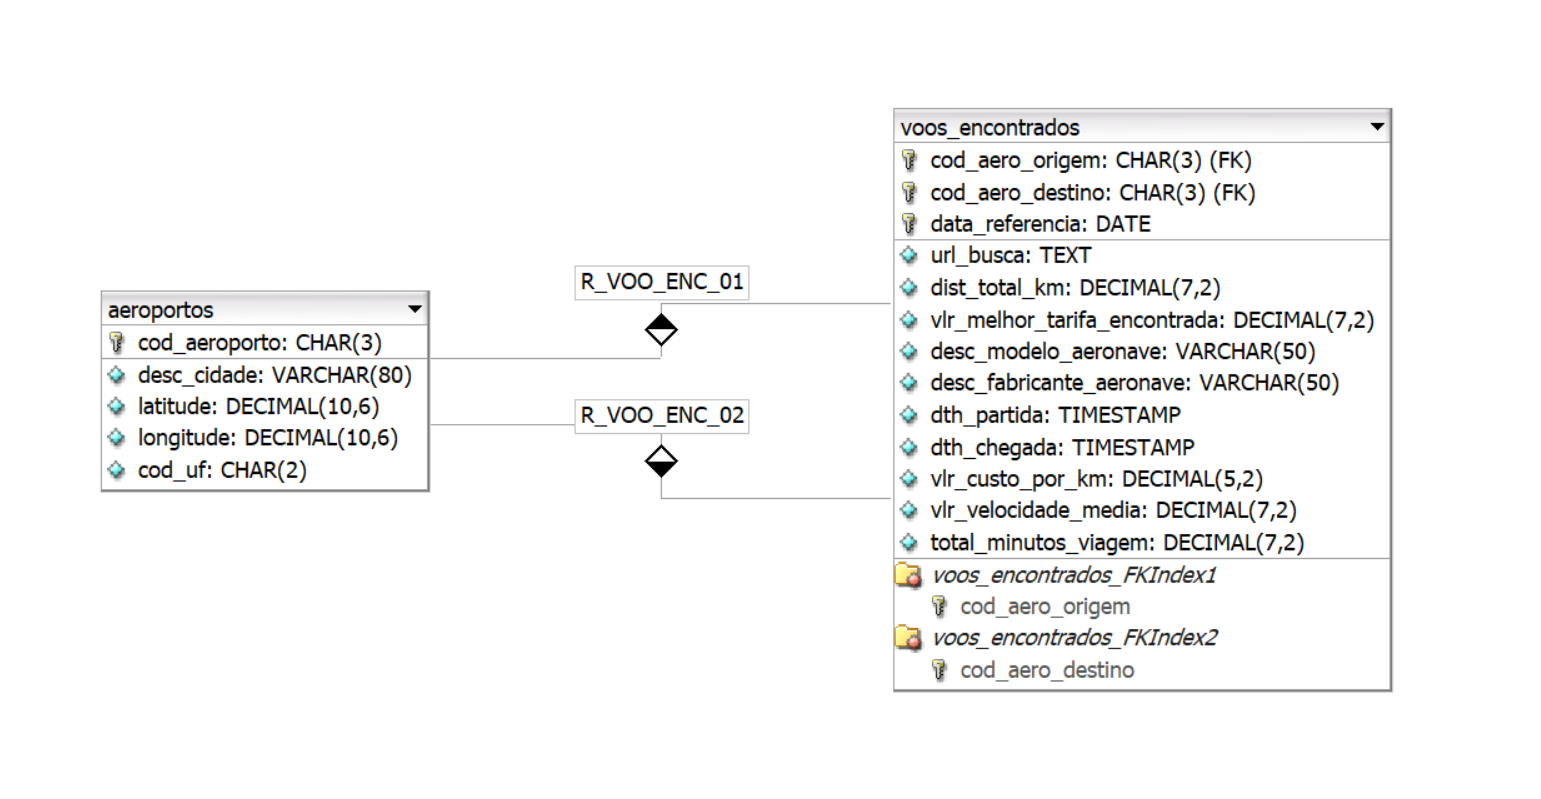 aeroportos
cod_aeroporto: CHAR(3)
desc_cidade: VARCHAR(80)
latitude: DECIMAL(10,6)
longitude: DECIMAL(10,6)
cod_uf: CHAR(2)
R_VOO_ENC_01
R_VOO_ENC_02
voos_encontrados
cod_aero_origem: CHAR(3) (FK)
cod_aero_destino: CHAR(3) (FK)
data_referencia: DATE
url_busca: TEXT
dist_total_km: DECIMAL(7,2)
vlr_melhor_tarifa_encontrada: DECIMAL(7,2)
desc_modelo_aeronave: VARCHAR(50)
desc_fabricante_aeronave: VARCHAR(50)
dth_partida: TIMESTAMP
dth_chegada: TIMESTAMP
vlr_custo_por_km: DECIMAL(5,2)
vlr_velocidade_media: DECIMAL(7,2)
total_minutos_viagem: DECIMAL(7,2)
voos_encontrados_FKIndex1
cod_aero_origem
voos_encontrados_FKIndex2
cod_aero_destino